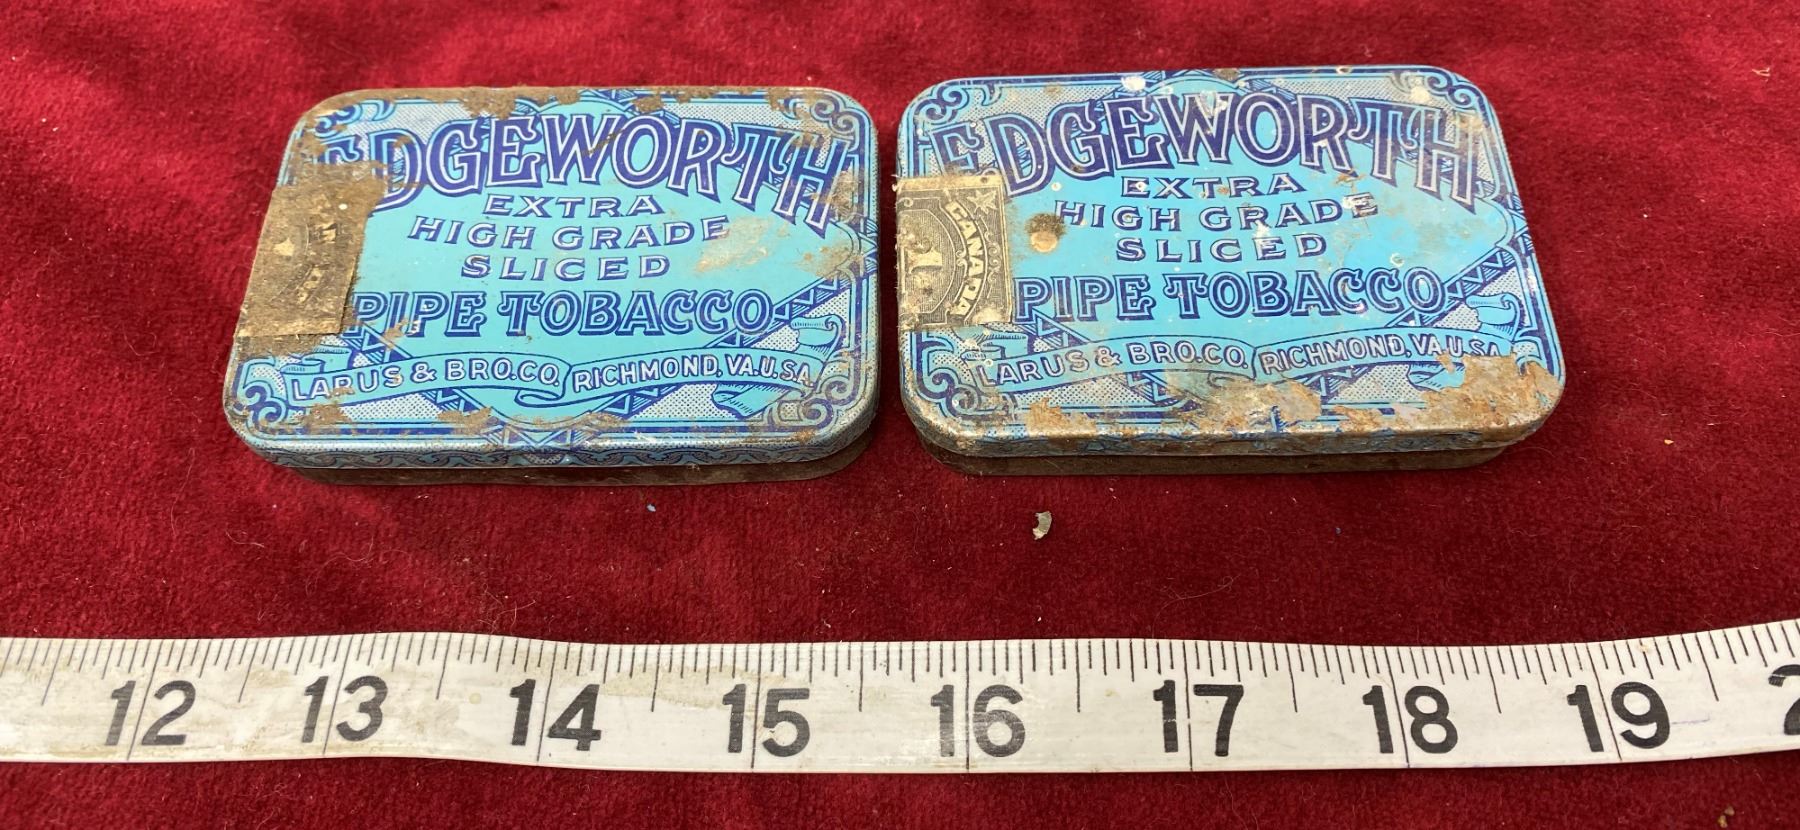 EDGEWORTH
EXTRA
HIGH GRADE
SLICED
PIPE TOBACCO
LARUS & BRO. CO. RICHMOND, VA. U.S.A.
EDGEWORTH
EXTRA
HIGH GRADE
SLICED
PIPE TOBACCO
LARUS & BRO. CO. RICHMOND, VA. U.S.A.
CANADA
12 13 14 15 16 17 18 19